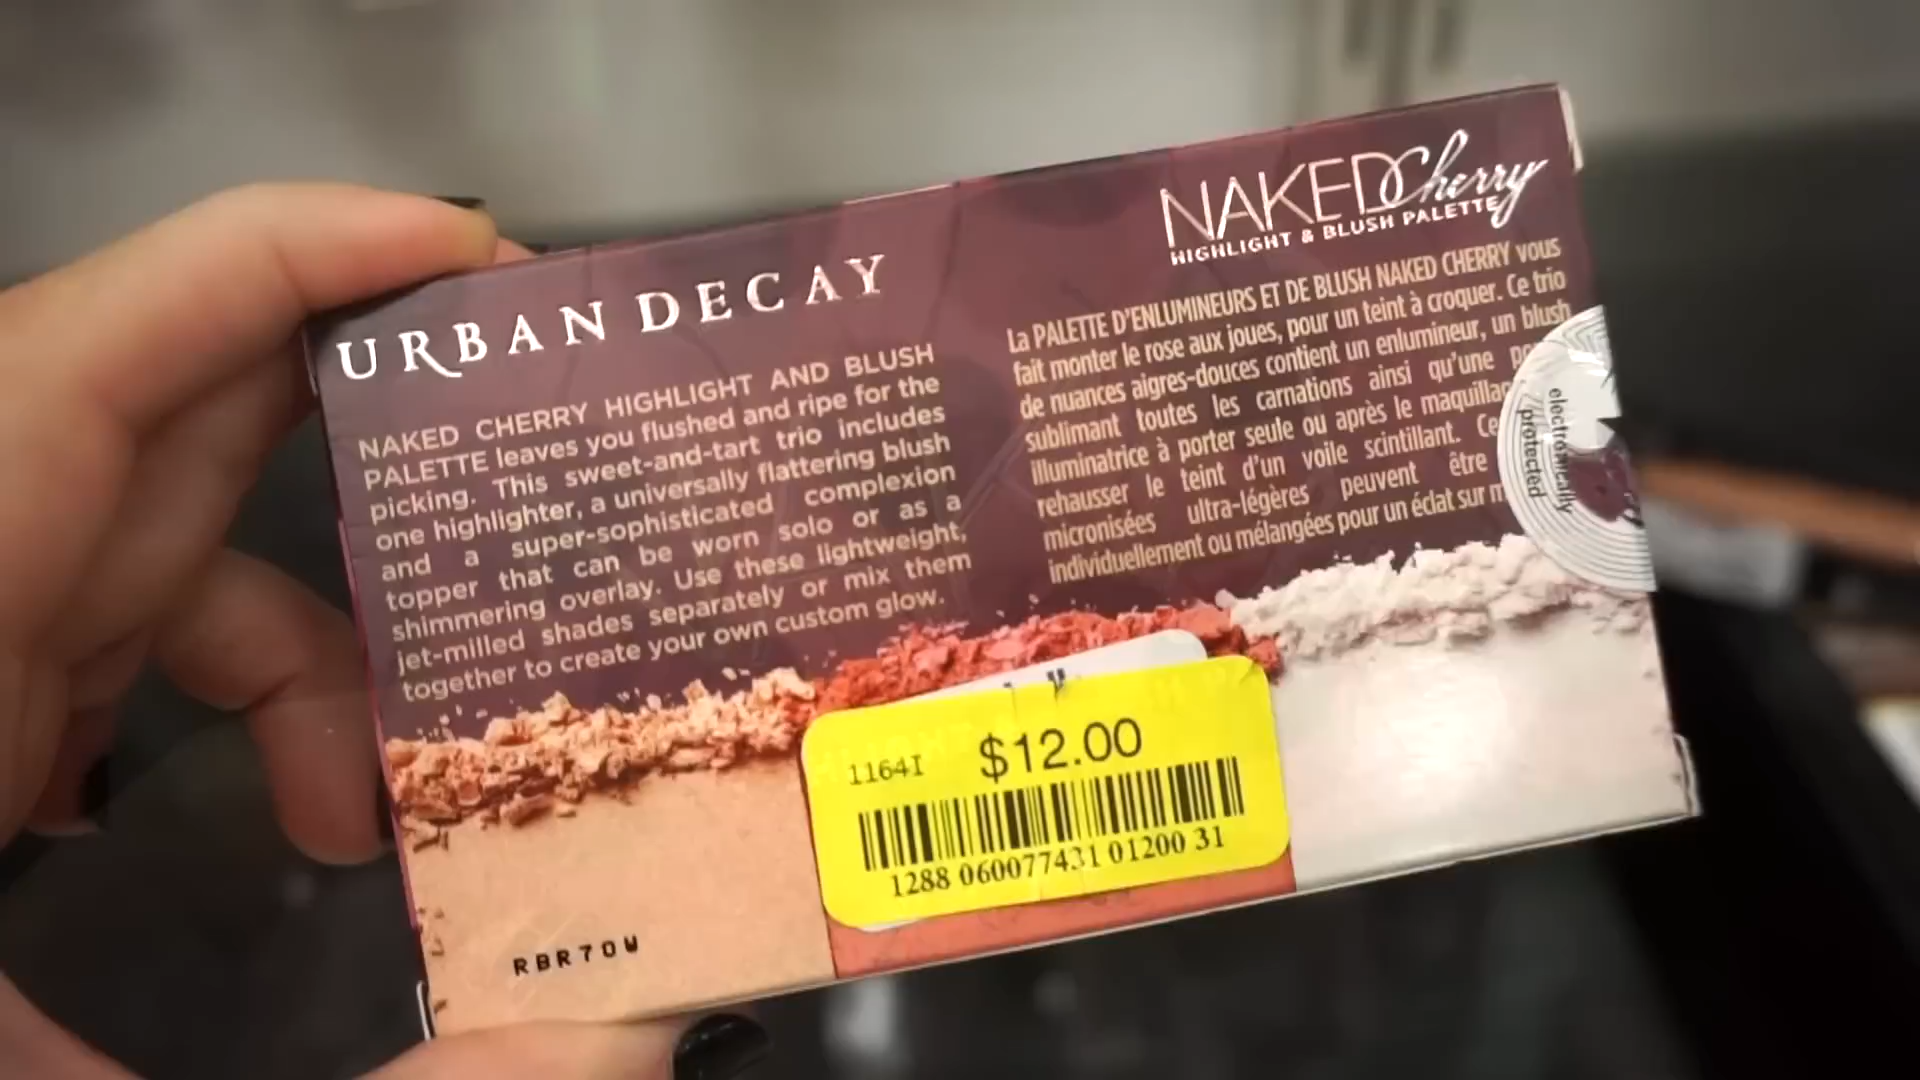 URBAN DECAY
NAKED CHERRY HIGHLIGHT AND BLUSH
PALETTE leaves you flushed and ripe for the
picking. This sweet-and-tart trio includes
one highlighter, a universally flattering blush
and a super-sophisticated complexion
topper that can be worn solo or as a
shimmering overlay. Use these lightweight,
jet-milled shades separately or mix them
together to create your own custom glow.
NAKED Cherry
HIGHLIGHT & BLUSH PALETTE
La PALETTE D'ENLUMINEURS ET DE BLUSH NAKED CHERRY vous
fait monter le rose aux joues, pour un teint à croquer. Ce trio
de nuances aigres-douces contient un enlumineur, un blush
sublimant toutes les carnations ainsi qu'une
illuminatrice à porter seule ou après le
rehausser le teint d'un voile scintillant.
micronisées ultra-légères peuvent être
individuellement ou mélangées pour un éclat sur
electronically
protected
1164I $12.00
1288 060077431 01200 31
RBR70W